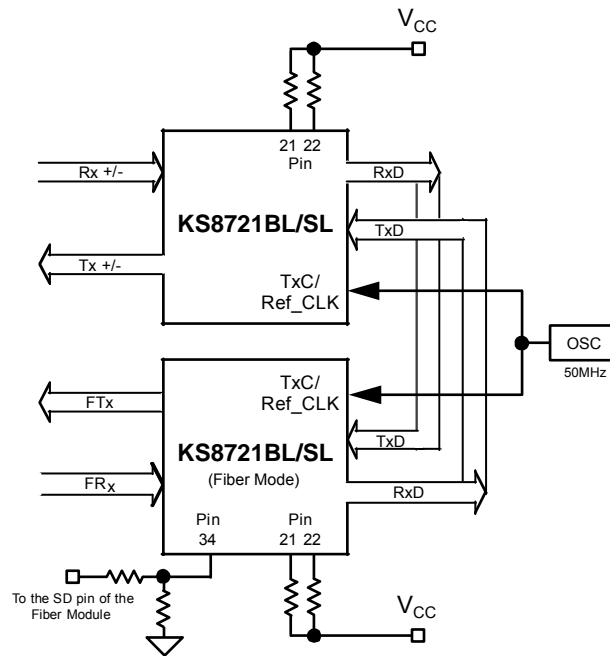 VCC
21 22
Pin
Rx +/-
RxD
KS8721BL/SL
TxD
Tx +/-
TxC/
Ref_CLK
OSC
50MHz
TxC/
Ref_CLK
FTx
TxD
KS8721BL/SL
(Fiber Mode)
FRx
RxD
Pin
34
Pin
21 22
To the SD pin of the
Fiber Module
VCC